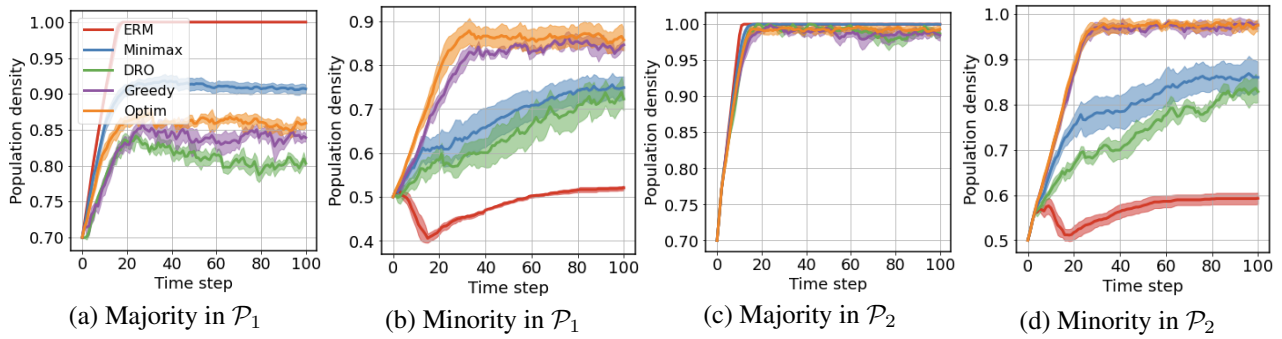 Population density
1.00
0.95
0.90
0.85
0.80
0.75
0.70
ERM
Minimax
DRO
Greedy
Optim
0 20 40 60 80 100
Time step
(a) Majority in P₁
Population density
0.9
0.8
0.7
0.6
0.5
0.4
0 20 40 60 80 100
Time step
(b) Minority in P₁
Population density
1.00
0.95
0.90
0.85
0.80
0.75
0.70
0 20 40 60 80 100
Time step
(c) Majority in P₂
Population density
1.0
0.9
0.8
0.7
0.6
0.5
0 20 40 60 80 100
Time step
(d) Minority in P₂